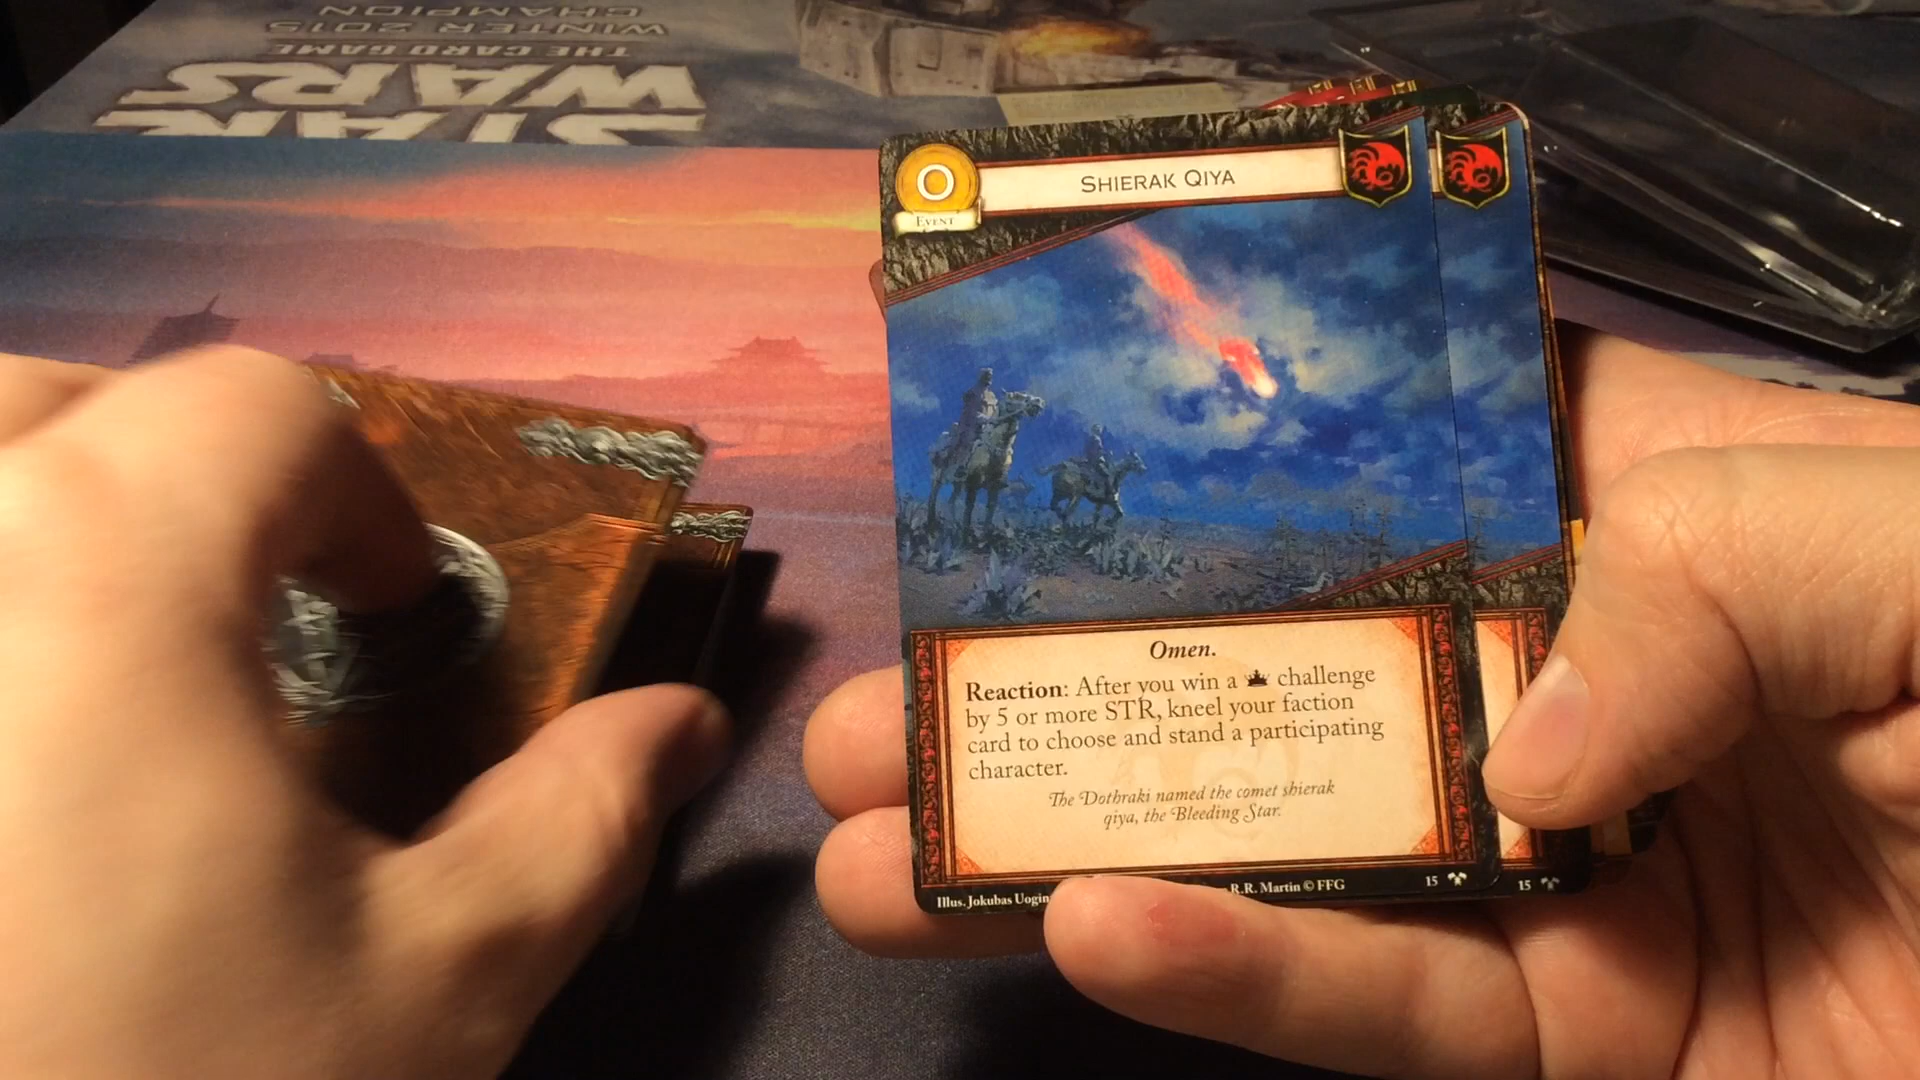 CHAMPION
WINTER 2015
THE CARD GAME
STAR
WARS
0
EVENT
SHIERAK QIYA
Omen.
Reaction: After you win a challenge
by 5 or more STR, kneel your faction
card to choose and stand a participating
character.
The Dothraki named the comet shierak
qiya, the Bleeding Star.
Illus. Jokubas Uogin
R.R. Martin © FFG
15
15